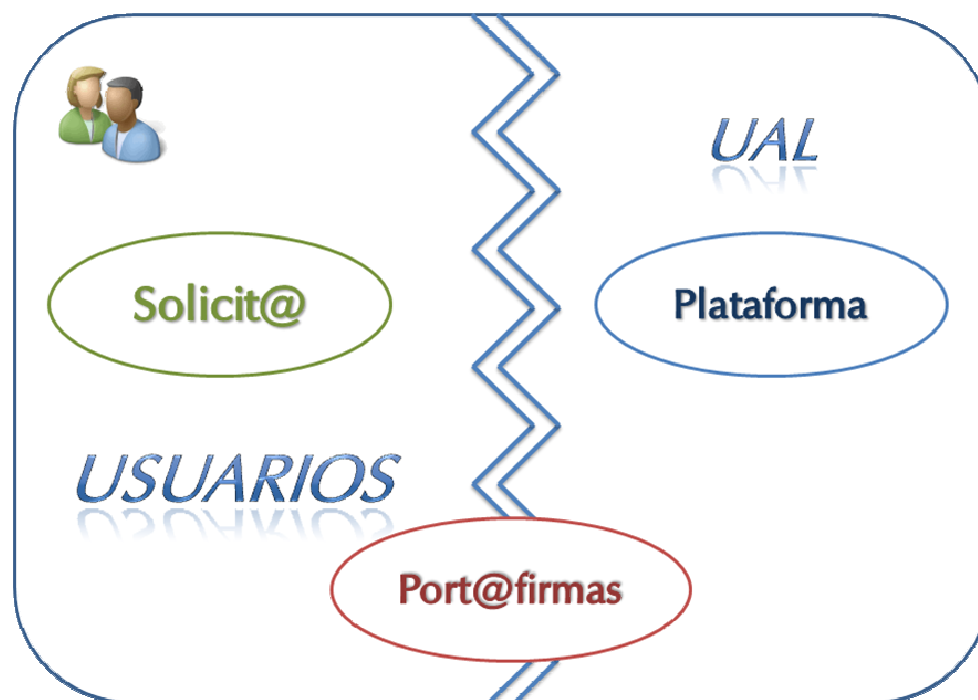 UAL
Solicit@
Plataforma
USUARIOS
Port@firmas